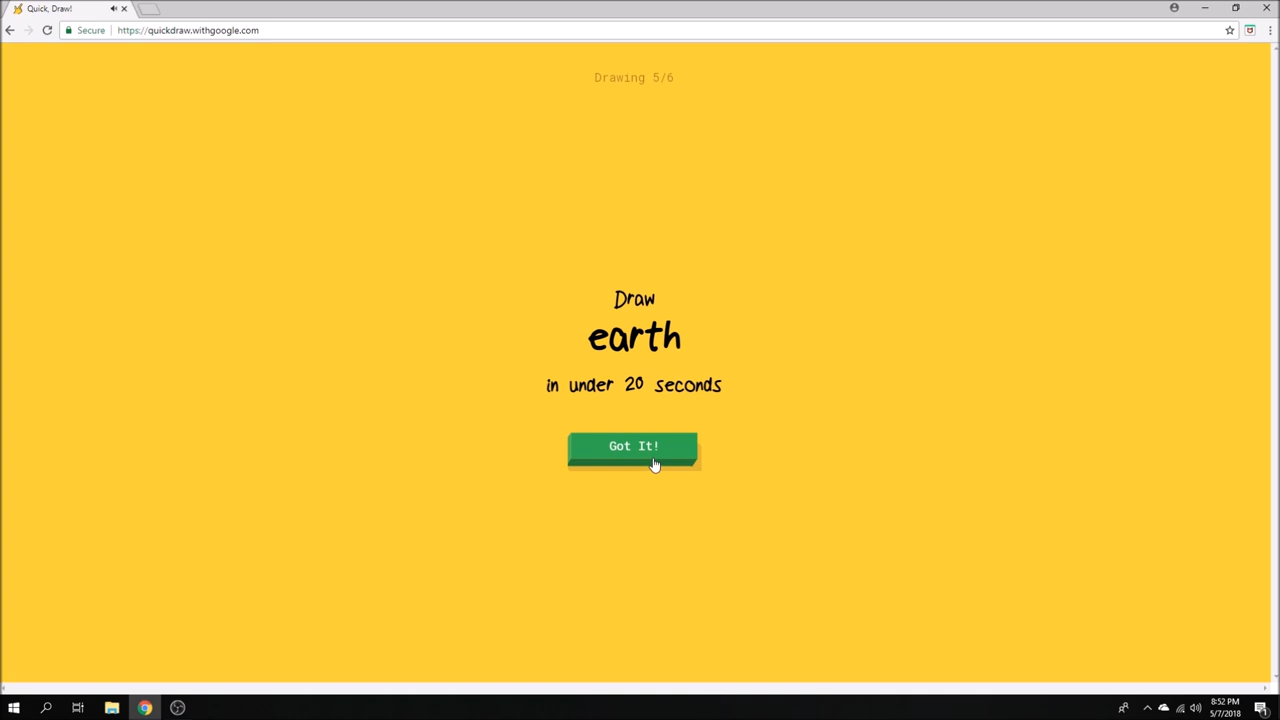 Quick, Draw!
Secure
https://quickdraw.withgoogle.com
Drawing 5/6
Draw
earth
in under 20 seconds
Got It!
8:52 PM
5/7/2018
1